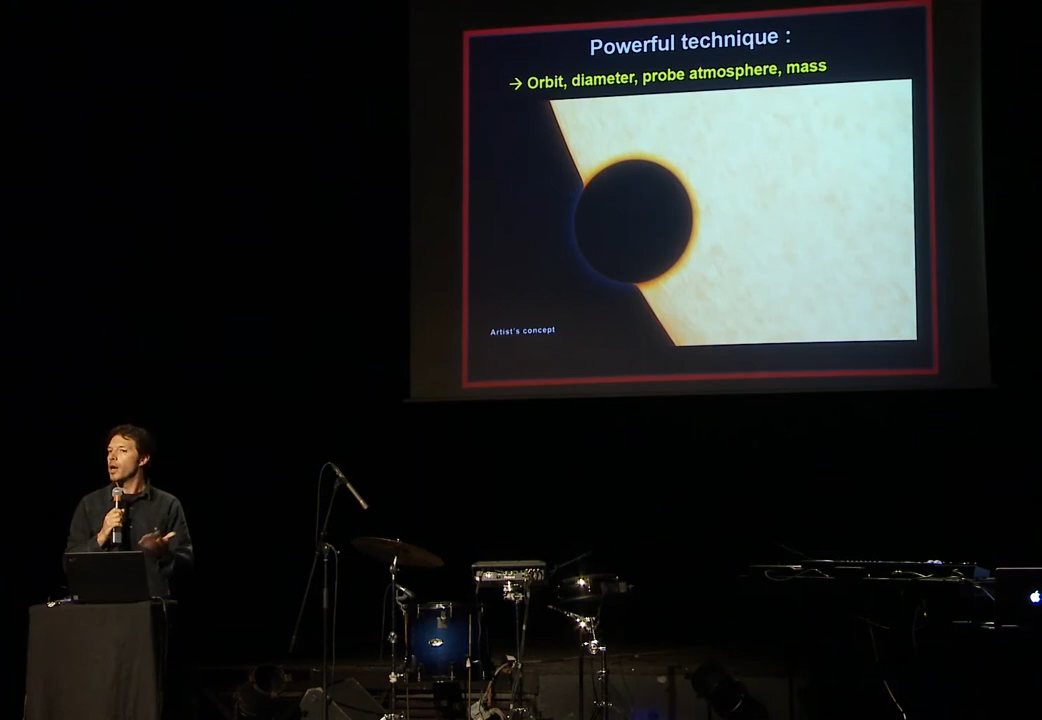 Powerful technique :
→ Orbit, diameter, probe atmosphere, mass
Artist's concept